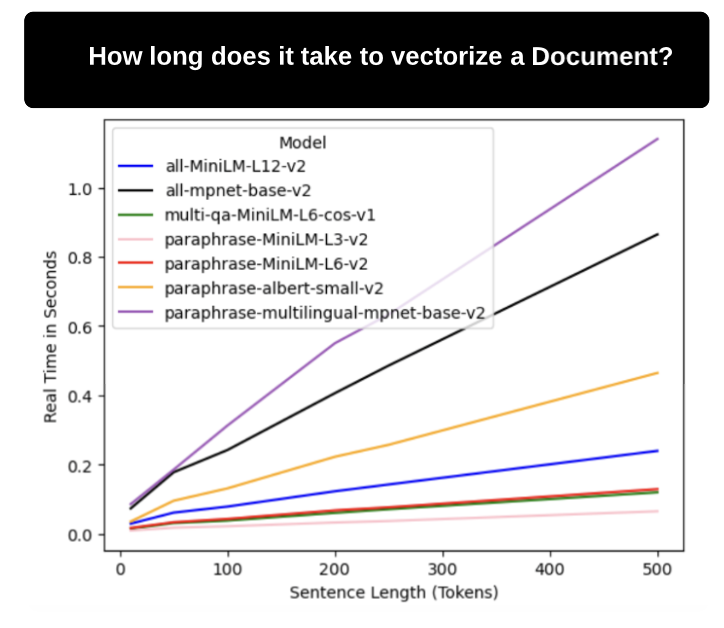 How long does it take to vectorize a Document?
Model
all-MiniLM-L12-v2
all-mpnet-base-v2
multi-qa-MiniLM-L6-cos-v1
paraphrase-MiniLM-L3-v2
paraphrase-MiniLM-L6-v2
paraphrase-albert-small-v2
paraphrase-multilingual-mpnet-base-v2
Real Time in Seconds
1.0
0.8
0.6
0.4
0.2
0.0
0 100 200 300 400 500
Sentence Length (Tokens)